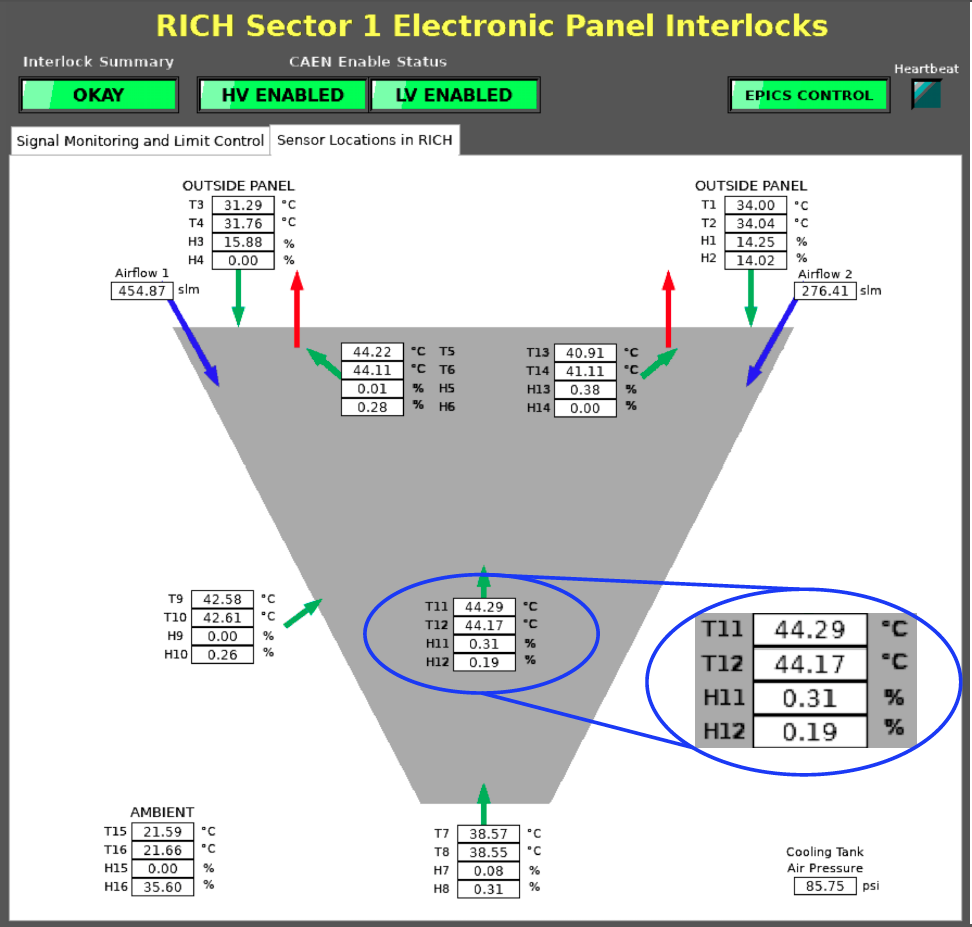 RICH Sector 1 Electronic Panel Interlocks
Interlock Summary
CAEN Enable Status
Heartbeat
OKAY
HV ENABLED
LV ENABLED
EPICS CONTROL
Signal Monitoring and Limit Control
Sensor Locations in RICH
OUTSIDE PANEL
T3 31.29 °C
T4 31.76 °C
H3 15.88 %
H4 0.00 %
OUTSIDE PANEL
T1 34.00 °C
T2 34.04 °C
H1 14.25 %
H2 14.02 %
Airflow 1
454.87 slm
Airflow 2
276.41 slm
44.22 °C T5
44.11 °C T6
0.01 % H5
0.28 % H6
T13 40.91 °C
T14 41.11 °C
H13 0.38 %
H14 0.00 %
T9 42.58 °C
T10 42.61 °C
H9 0.00 %
H10 0.26 %
T11 44.29 °C
T12 44.17 °C
H11 0.31 %
H12 0.19 %
T11 44.29 °C
T12 44.17 °C
H11 0.31 %
H12 0.19 %
AMBIENT
T15 21.59 °C
T16 21.66 °C
H15 0.00 %
H16 35.60 %
T7 38.57 °C
T8 38.55 °C
H7 0.08 %
H8 0.31 %
Cooling Tank
Air Pressure
85.75 psi